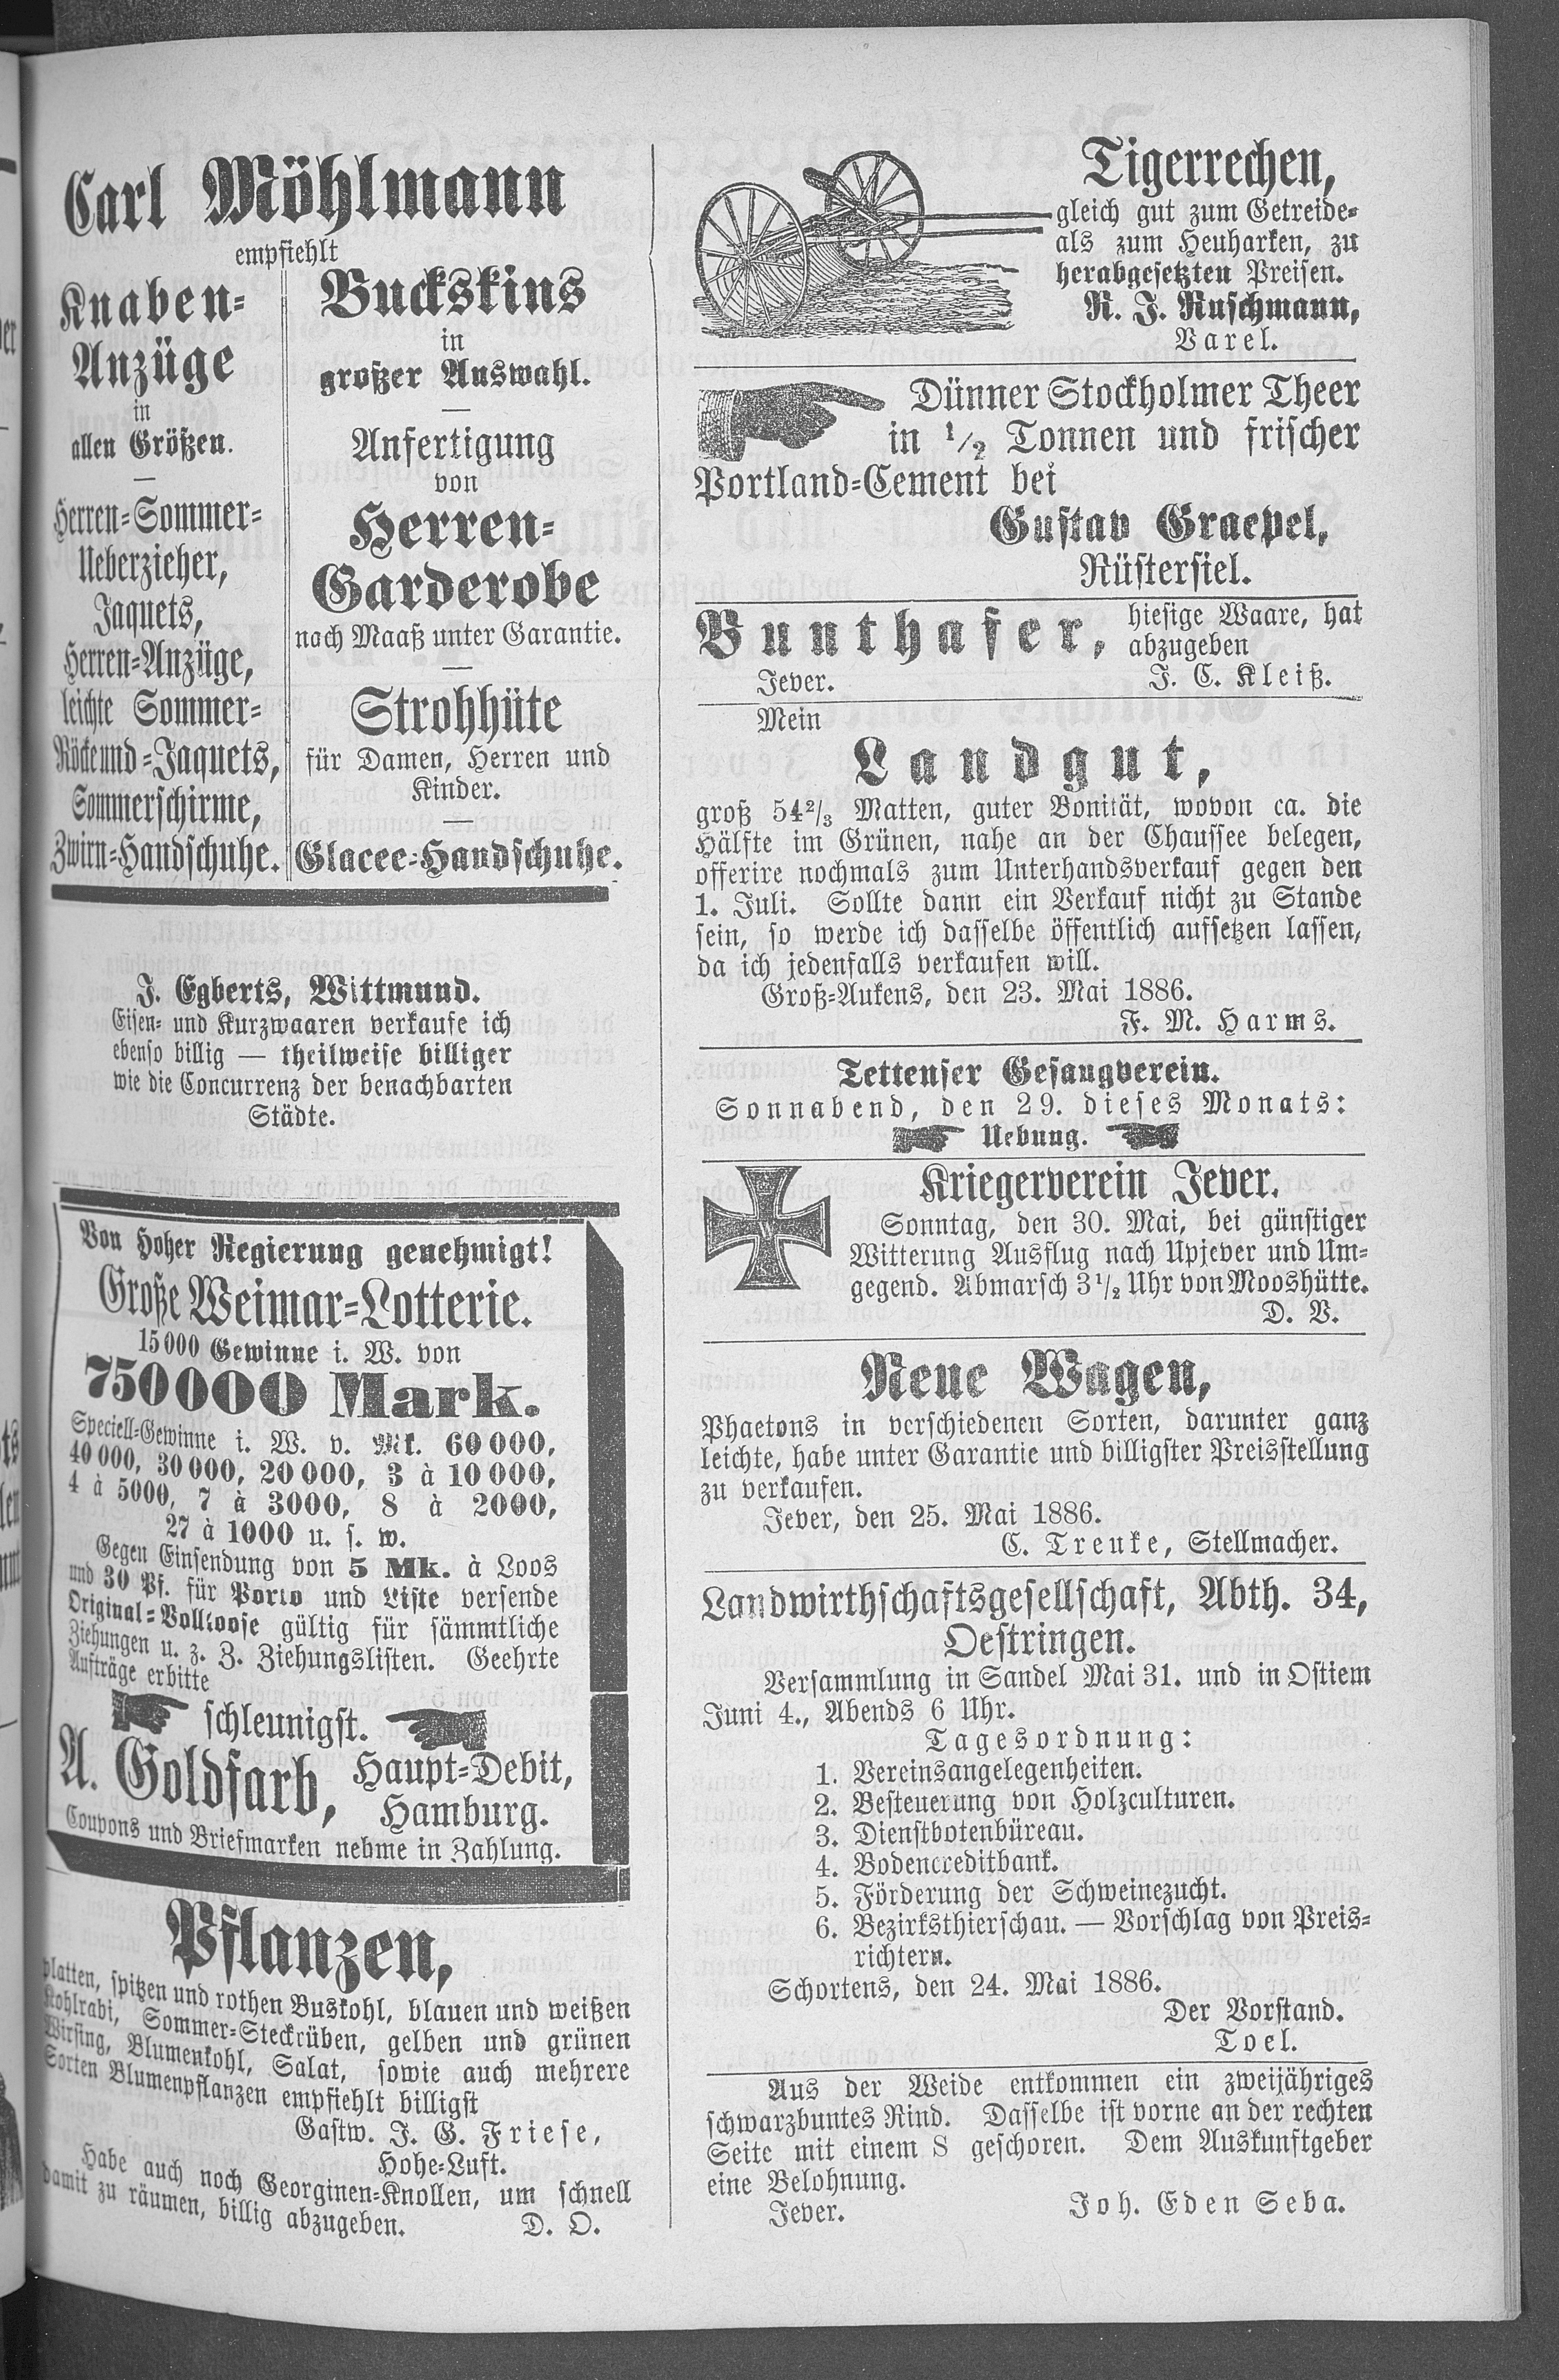 Carl Möhlmann
empfiehlt
Knaben-
Anzüge
in
allen Größen.
Herren-Sommer-
Ueberzieher,
Jaquets,
Herren-Anzüge,
leichte Sommer-
Röcke und -Jaquets,
Sommerschirme,
Zwirn-Handschuhe.
Buckskins
in
großer Auswahl.
Anfertigung
von
Herren-
Garderobe
nach Maaß unter Garantie.
Strohhüte
für Damen, Herren und
Kinder.
Glacee-Handschuhe.
J. Egberts, Wittmund.
Eisen- und Kurzwaaren verkaufe ich
ebenso billig — theilweise billiger
wie die Concurrenz der benachbarten
Städte.
Von Hoher Regierung genehmigt!
Große Weimar-Lotterie.
15000 Gewinne i. W. von
750000 Mark.
Speciell-Gewinne i. W. v. Mk. 60000,
40000, 30000, 20000, 3 à 10000,
4 à 5000, 7 à 3000, 8 à 2000,
27 à 1000 u. s. w.
Gegen Einsendung von 5 Mk. à Loos
und 30 Pf. für Porto und Liste versende
Original-Vollloose gültig für sämmtliche
Ziehungen u. z. Z. Ziehungslisten. Geehrte
Aufträge erbitte
schleunigst.
A. Goldfarb, Haupt-Debit,
Hamburg.
Coupons und Briefmarken nehme in Zahlung.
Pflanzen,
platten, spitzen und rothen Buskohl, blauen und weißen
Kohlrabi, Sommer-Steckrüben, gelben und grünen
Wirsing, Blumenkohl, Salat, sowie auch mehrere
Sorten Blumenpflanzen empfiehlt billigst
Gastw. J. G. Friese,
Hohe-Luft.
Habe auch noch Georginen-Knollen, um schnell
damit zu räumen, billig abzugeben. D. O.
Tigerrechen,
gleich gut zum Getreide-
als zum Heuharken, zu
herabgesetzten Preisen.
R. J. Ruschmann,
Varel.
Dünner Stockholmer Theer
in 1/2 Tonnen und frischer
Portland-Cement bei
Gustav Graepel,
Rüstersiel.
Bunthafer, hiesige Waare, hat
abzugeben
Jever. J. C. Kleiß.
Mein
Landgut,
groß 54 2/3 Matten, guter Bonität, wovon ca. die
Hälfte im Grünen, nahe an der Chaussee belegen,
offerire nochmals zum Unterhandsverkauf gegen den
1. Juli. Sollte dann ein Verkauf nicht zu Stande
sein, so werde ich dasselbe öffentlich aufsetzen lassen,
da ich jedenfalls verkaufen will.
Groß-Aukens, den 23. Mai 1886.
F. M. Harms.
Tettenser Gesangverein.
Sonnabend, den 29. dieses Monats:
Uebung.
Kriegerverein Jever.
Sonntag, den 30. Mai, bei günstiger
Witterung Ausflug nach Upjever und Um-
gegend. Abmarsch 3 1/2 Uhr von Mooshütte.
D. V.
Neue Wagen,
Phaetons in verschiedenen Sorten, darunter ganz
leichte, habe unter Garantie und billigster Preisstellung
zu verkaufen.
Jever, den 25. Mai 1886.
C. Trenke, Stellmacher.
Landwirthschaftsgesellschaft, Abth. 34,
Oestringen.
Versammlung in Sandel Mai 31. und in Ostiem
Juni 4., Abends 6 Uhr.
Tagesordnung:
1. Vereinsangelegenheiten.
2. Besteuerung von Holzculturen.
3. Dienstbotenbüreau.
4. Bodencreditbank.
5. Förderung der Schweinezucht.
6. Bezirksthierschau. — Vorschlag von Preis-
richtern.
Schortens, den 24. Mai 1886.
Der Vorstand.
Toel.
Aus der Weide entkommen ein zweijähriges
schwarzbuntes Rind. Dasselbe ist vorne an der rechten
Seite mit einem S geschoren. Dem Auskunftgeber
eine Belohnung.
Jever. Joh. Eden Seba.